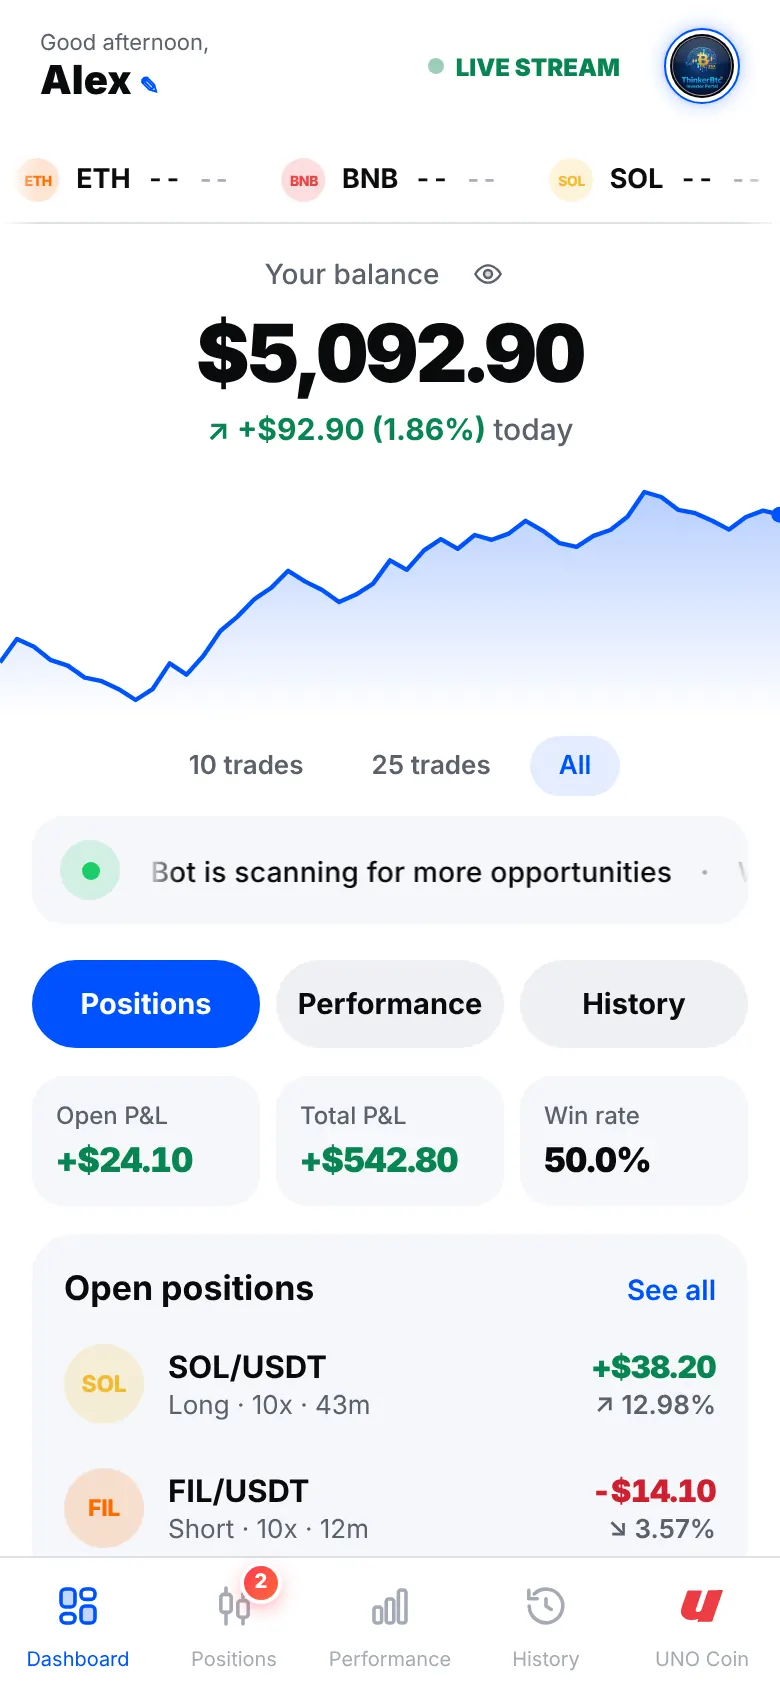 Good afternoon,
Alex ✎
LIVE STREAM
ThinkerBtc
Investor Portal
ETH ETH -- --
BNB BNB -- --
SOL SOL -- --
Your balance
$5,092.90
+$92.90 (1.86%) today
10 trades 25 trades All
Bot is scanning for more opportunities ·
Positions Performance History
Open P&L Total P&L Win rate
+$24.10 +$542.80 50.0%
Open positions See all
SOL SOL/USDT +$38.20
Long · 10x · 43m 12.98%
FIL FIL/USDT -$14.10
Short · 10x · 12m 3.57%
2
Dashboard Positions Performance History UNO Coin